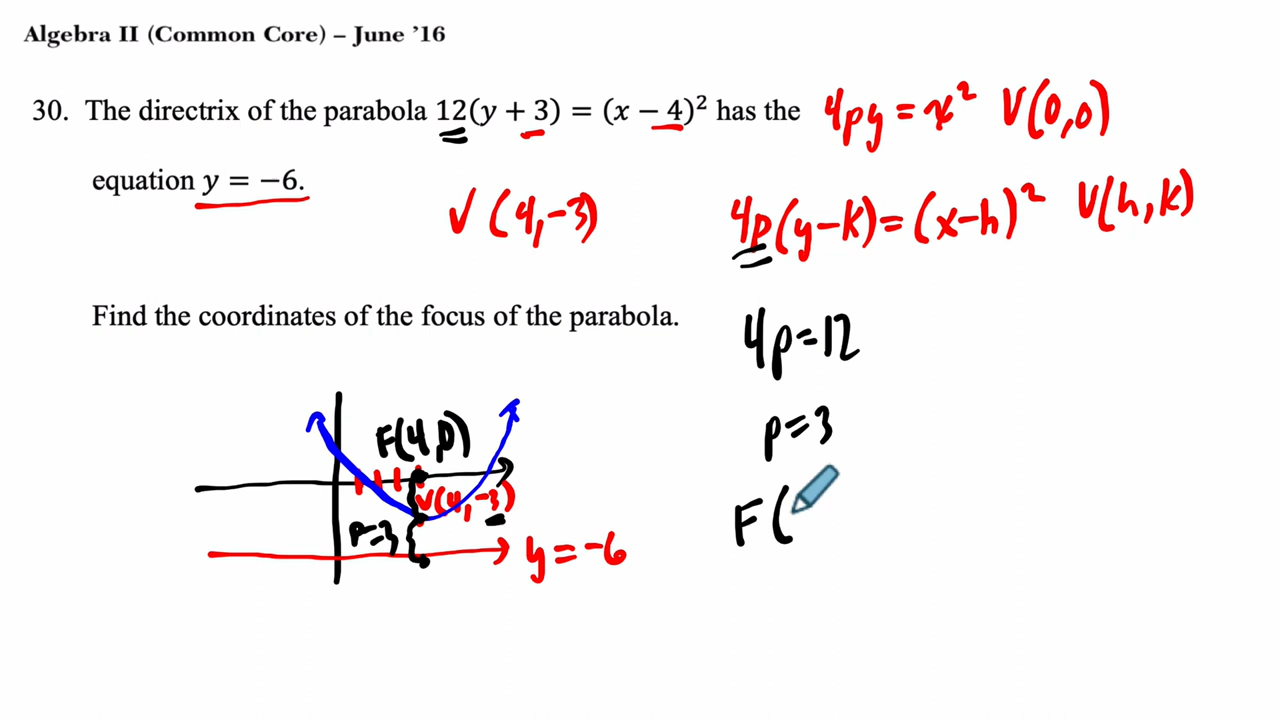 Algebra II (Common Core) – June ’16
30. The directrix of the parabola 12(y + 3) = (x − 4)² has the
4py = x² V(0,0)
equation y = −6.
V(4,-3)
4p(y-k)=(x-h)² V(h,k)
Find the coordinates of the focus of the parabola.
4p=12
p=3
F(4,0)
V(4,-3)
P=3
y=-6
F(